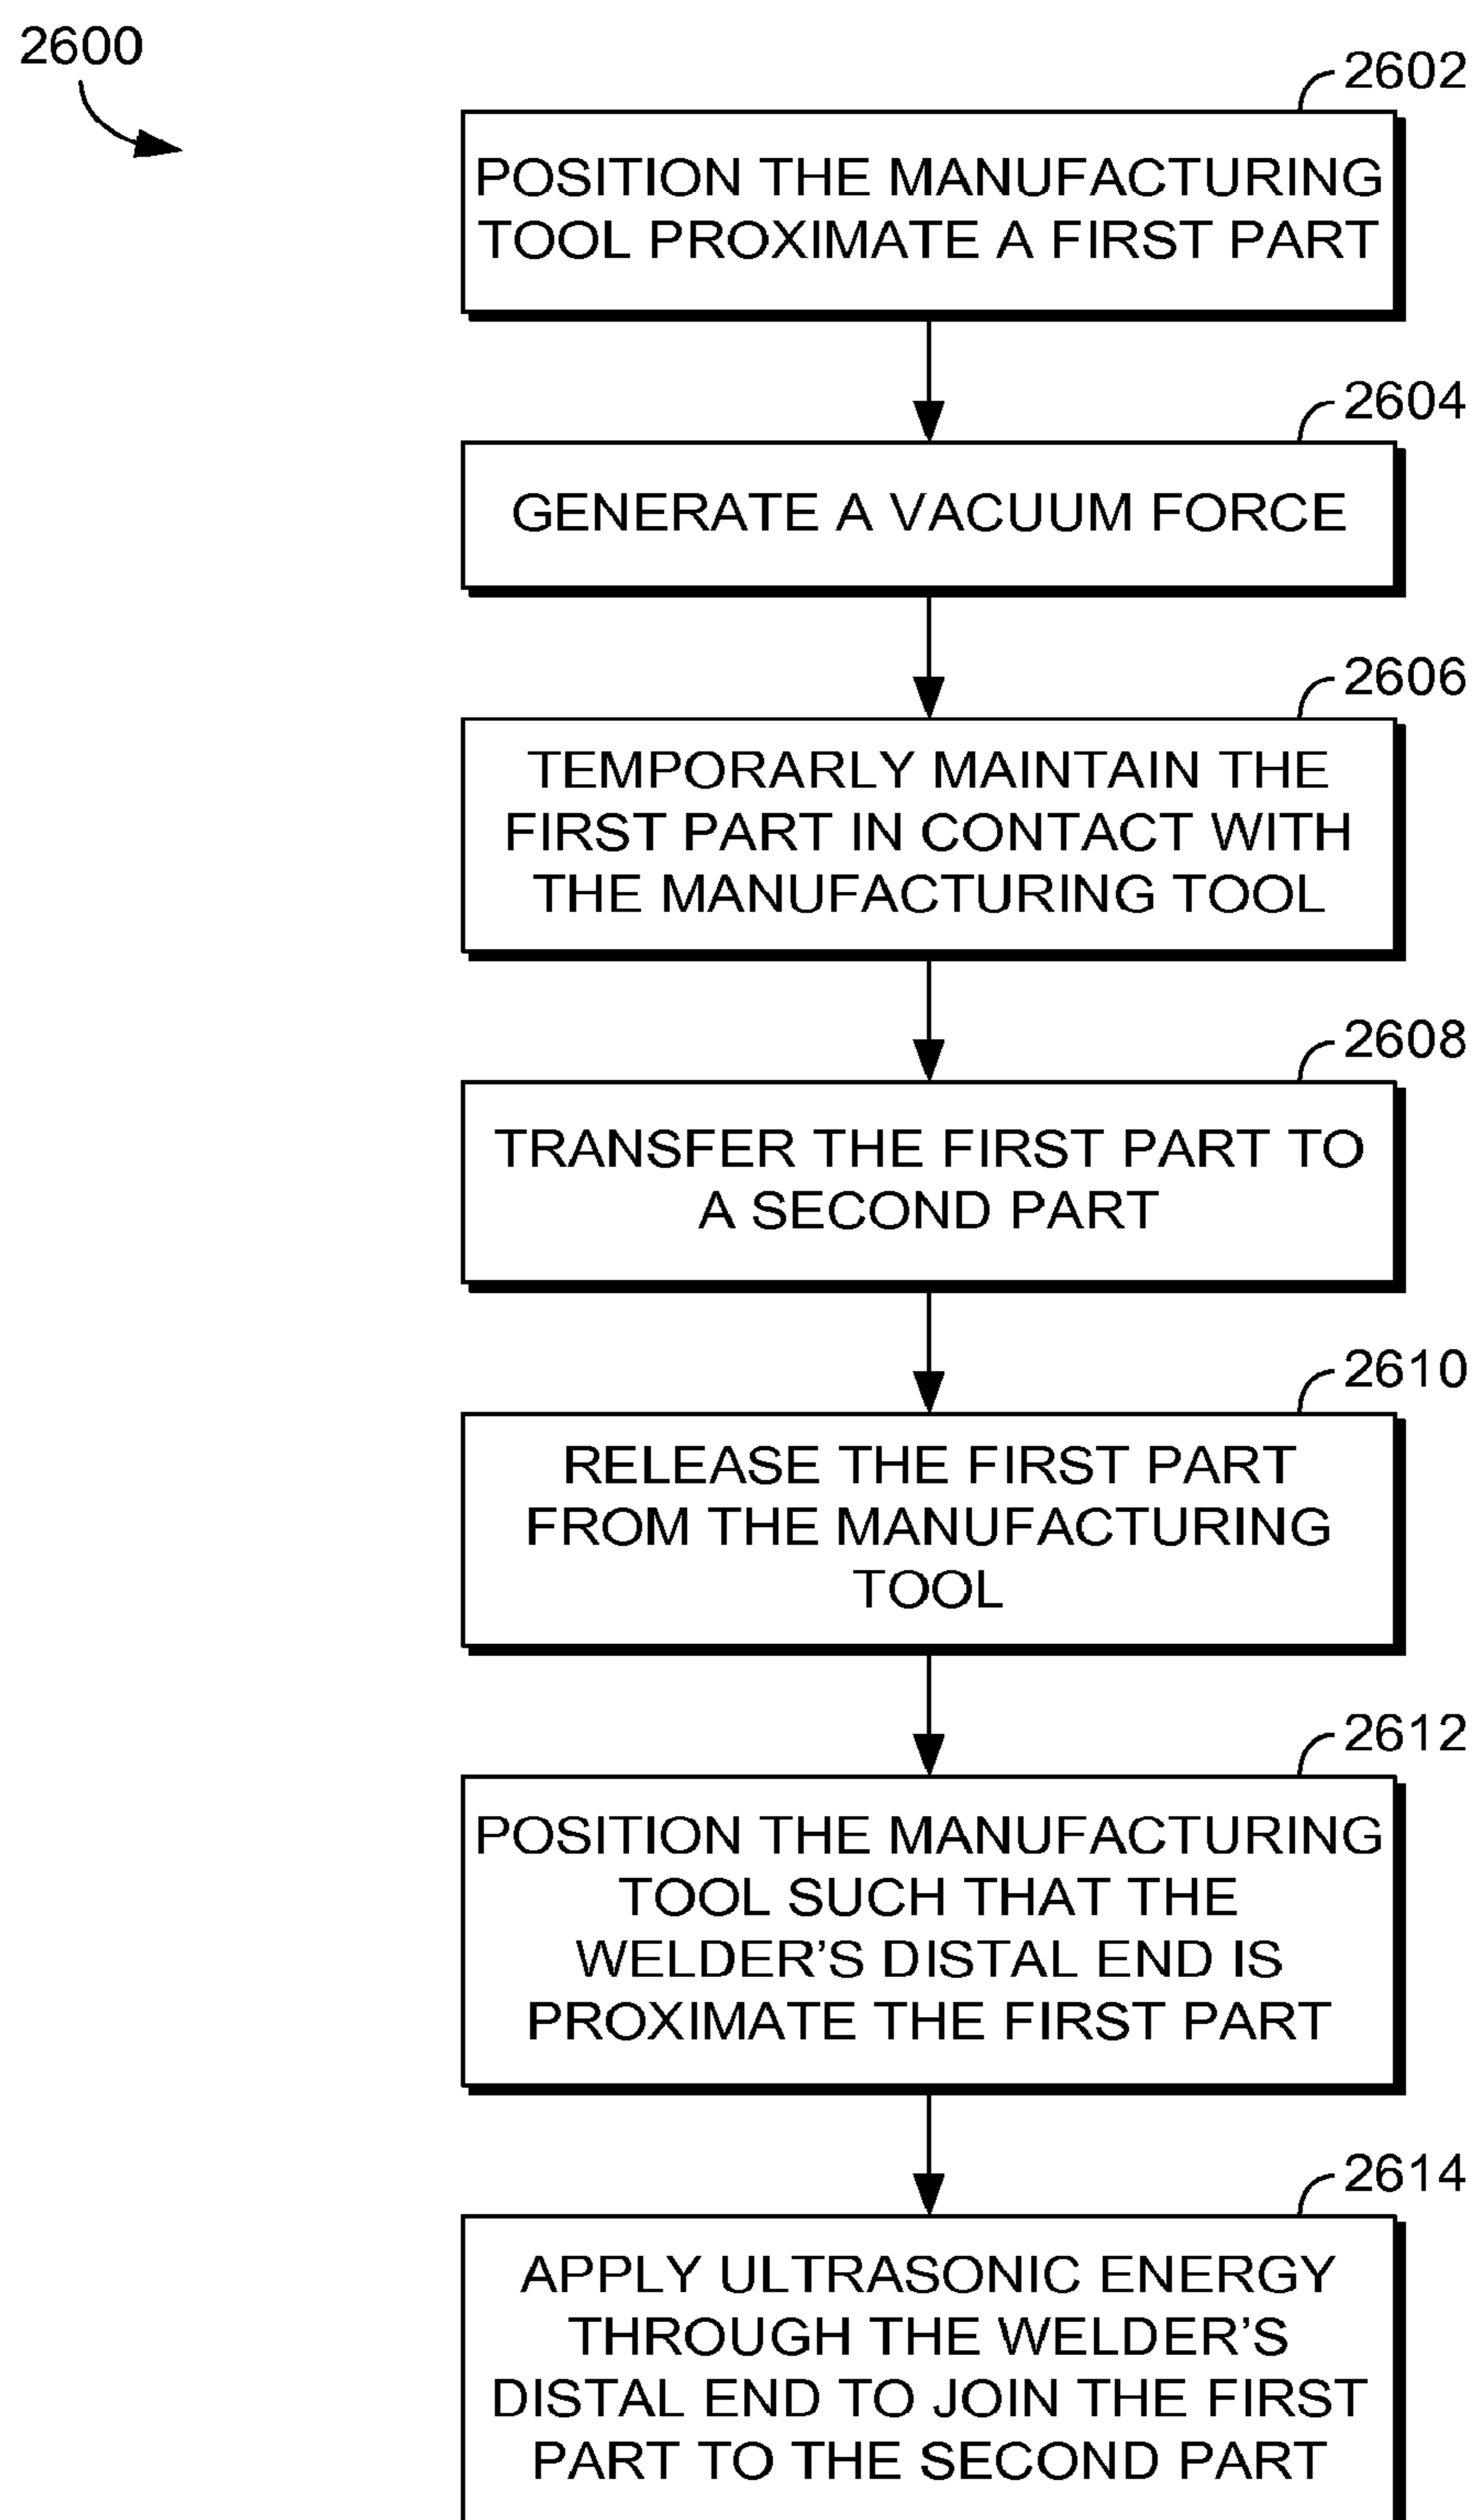 2600
2602
POSITION THE MANUFACTURING
TOOL PROXIMATE A FIRST PART
2604
GENERATE A VACUUM FORCE
2606
TEMPORARLY MAINTAIN THE
FIRST PART IN CONTACT WITH
THE MANUFACTURING TOOL
2608
TRANSFER THE FIRST PART TO
A SECOND PART
2610
RELEASE THE FIRST PART
FROM THE MANUFACTURING
TOOL
2612
POSITION THE MANUFACTURING
TOOL SUCH THAT THE
WELDER’S DISTAL END IS
PROXIMATE THE FIRST PART
2614
APPLY ULTRASONIC ENERGY
THROUGH THE WELDER’S
DISTAL END TO JOIN THE FIRST
PART TO THE SECOND PART